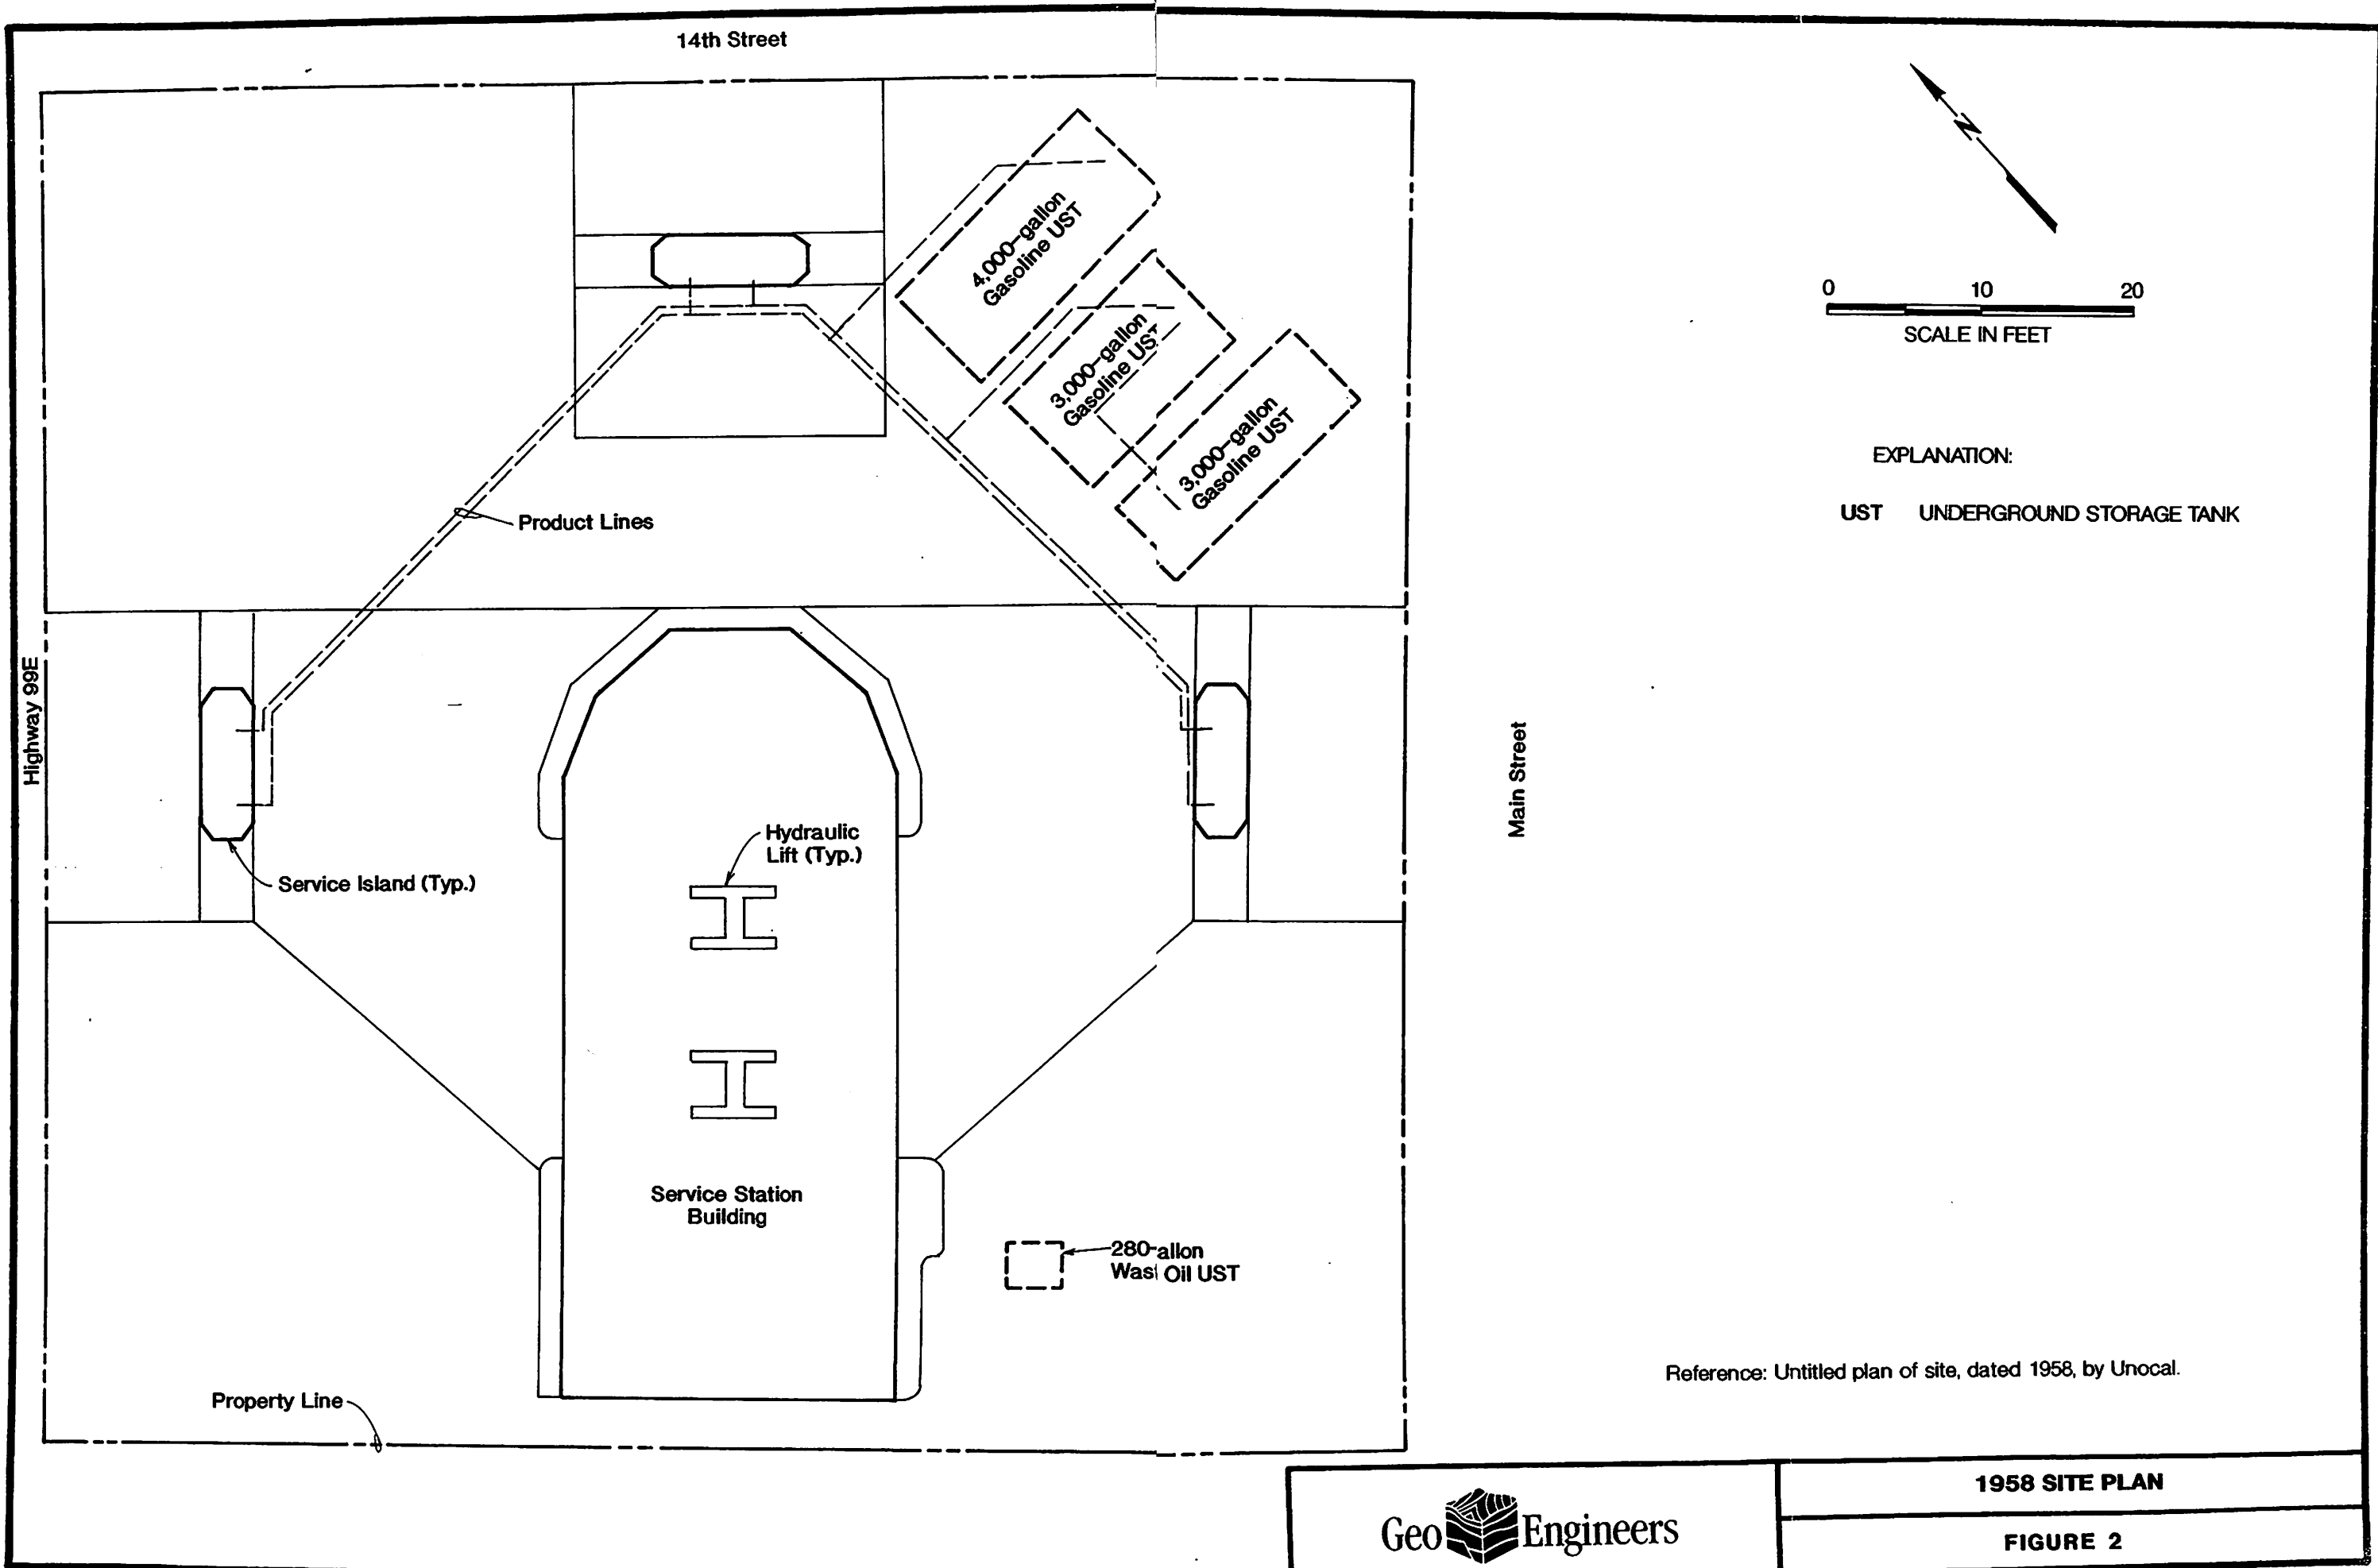 14th Street
N
0 10 20
SCALE IN FEET
EXPLANATION:
UST UNDERGROUND STORAGE TANK
4,000-gallon
Gasoline UST
3,000-gallon
Gasoline UST
3,000-gallon
Gasoline UST
Product Lines
Highway 99E
Main Street
Hydraulic
Lift (Typ.)
Service Island (Typ.)
Service Station
Building
280-allon
Was Oil UST
Property Line
Reference: Untitled plan of site, dated 1958, by Unocal.
Geo Engineers
1958 SITE PLAN
FIGURE 2